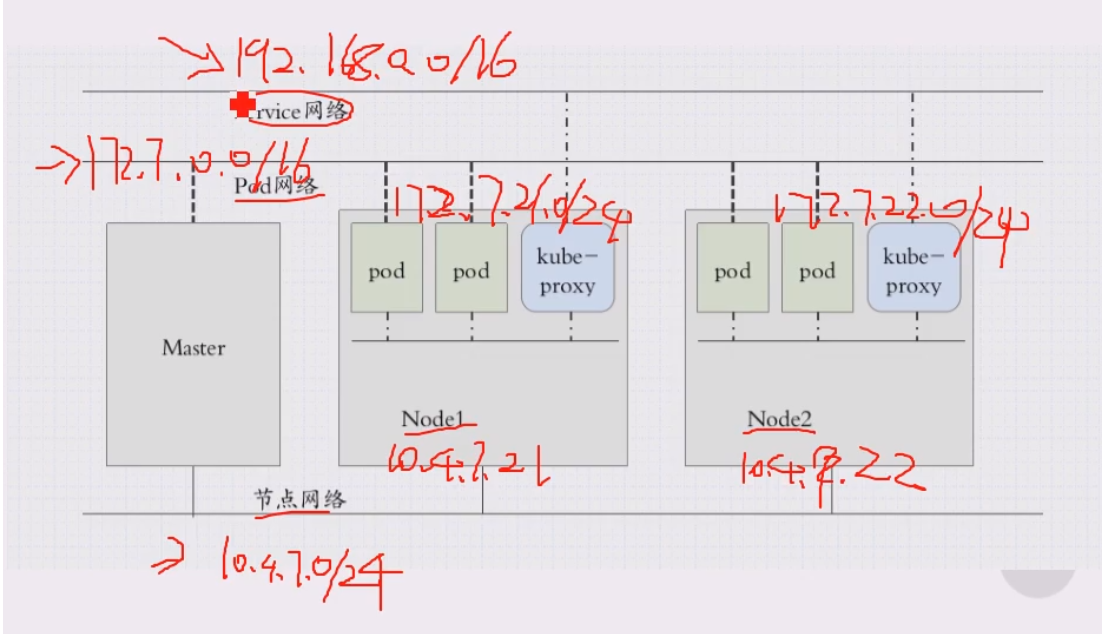 192.168.0.0/16
rvice网络
172.7.0.0/16
Pod网络
172.7.21.0/24
172.7.22.0/24
pod
pod
kube-
proxy
pod
pod
kube-
proxy
Master
Node1
Node2
10.4.7.21
10.4.7.22
节点网络
10.4.7.0/24